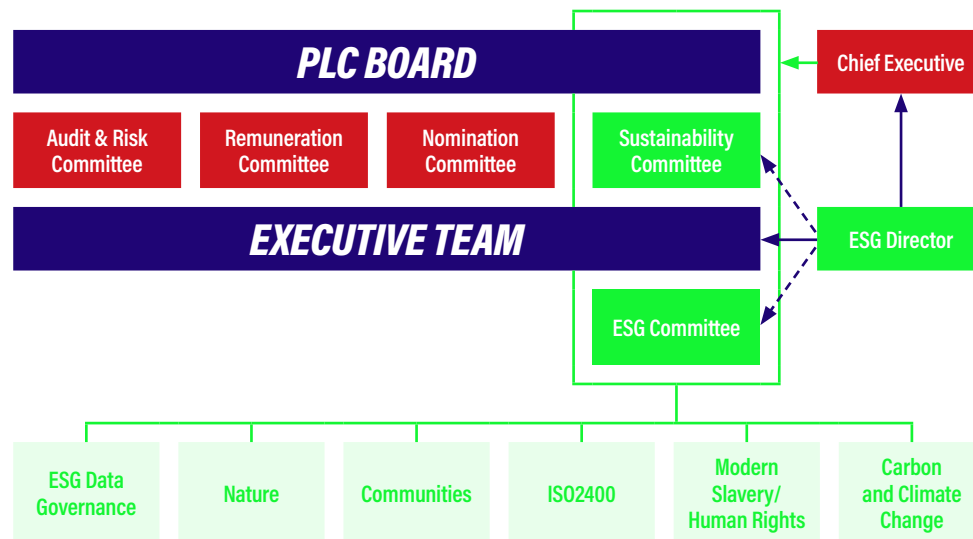 PLC BOARD
Chief Executive
Audit & Risk
Committee
Remuneration
Committee
Nomination
Committee
Sustainability
Committee
EXECUTIVE TEAM
ESG Director
ESG Committee
ESG Data
Governance
Nature
Communities
ISO2400
Modern
Slavery/
Human Rights
Carbon
and Climate
Change